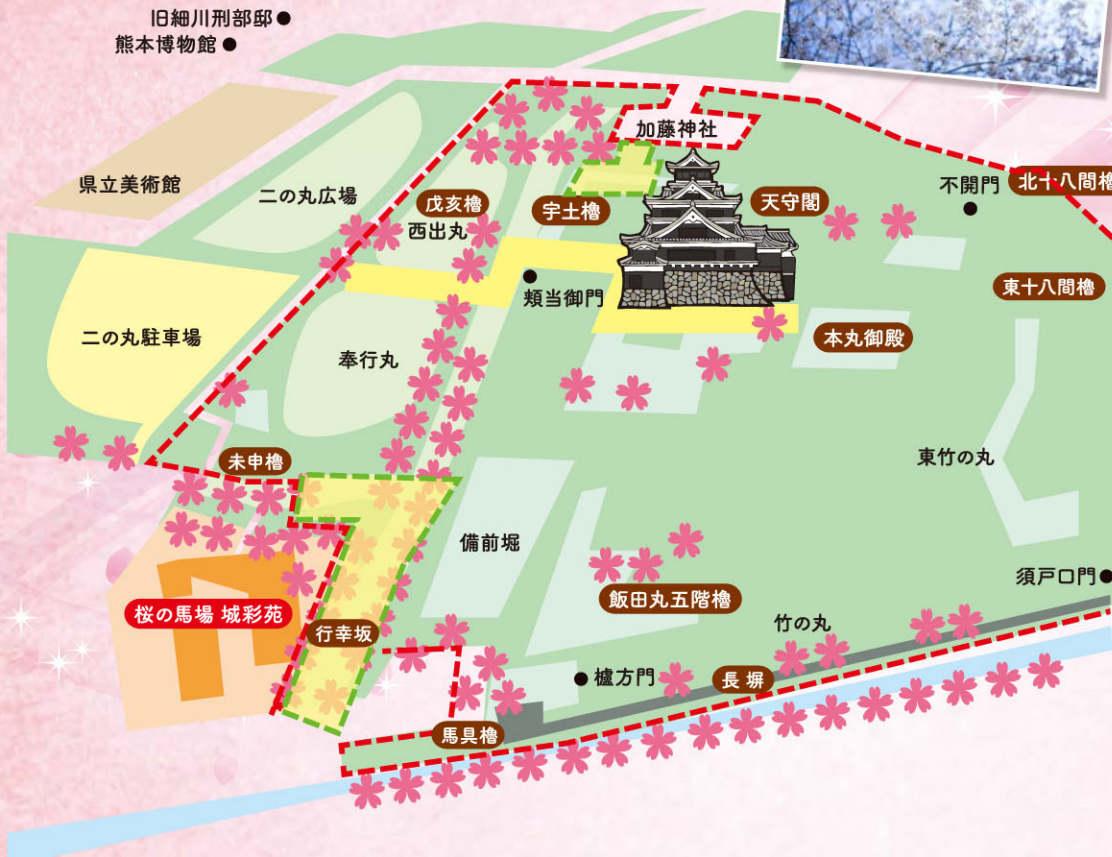 旧細川刑部邸
熊本博物館
加藤神社
県立美術館
二の丸広場
戊亥櫓
西出丸
宇土櫓
天守閣
不開門
北十八間櫓
頬当御門
東十八間櫓
二の丸駐車場
奉行丸
本丸御殿
未申櫓
東竹の丸
備前堀
須戸口門
桜の馬場 城彩苑
行幸坂
飯田丸五階櫓
竹の丸
樨方門
長塀
馬具櫓